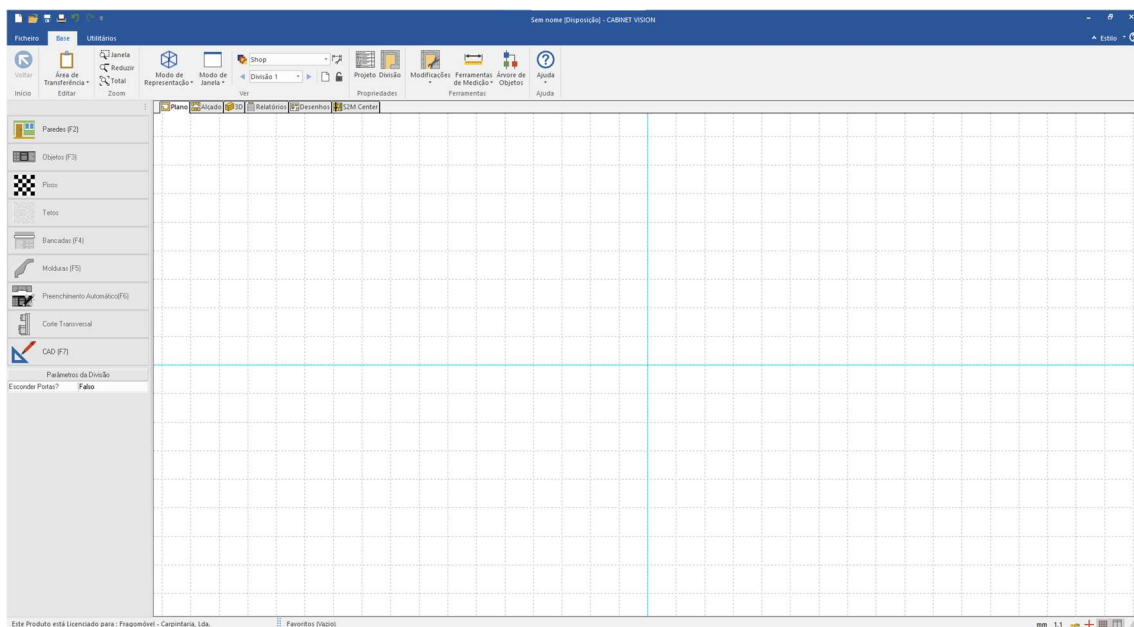 Sem nome [Disposição] - CABINET VISION
Ficheiro Base Utilitários Estilo
Voltar
Início
Área de Transferência
Editar
Janela
Reduzir
Total
Zoom
Modo de Representação
Modo de Janela
Shop
Divisão 1
Ver
Projeto Divisão
Propriedades
Modificações
Ferramentas de Medição
Árvore de Objetos
Ferramentas
Ajuda
Ajuda
Plano Alçado 3D Relatórios Desenhos S2M Center
Paredes (F2)
Objetos (F3)
Pisos
Tetos
Bancadas (F4)
Molduras (F5)
Preenchimento Automático(F6)
Corte Transversal
CAD (F7)
Parâmetros da Divisão
Esconder Portas? Falso
Este Produto está Licenciado para : Fragomóvel - Carpintaria, Lda. Favoritos (Vazio) mm 1.1